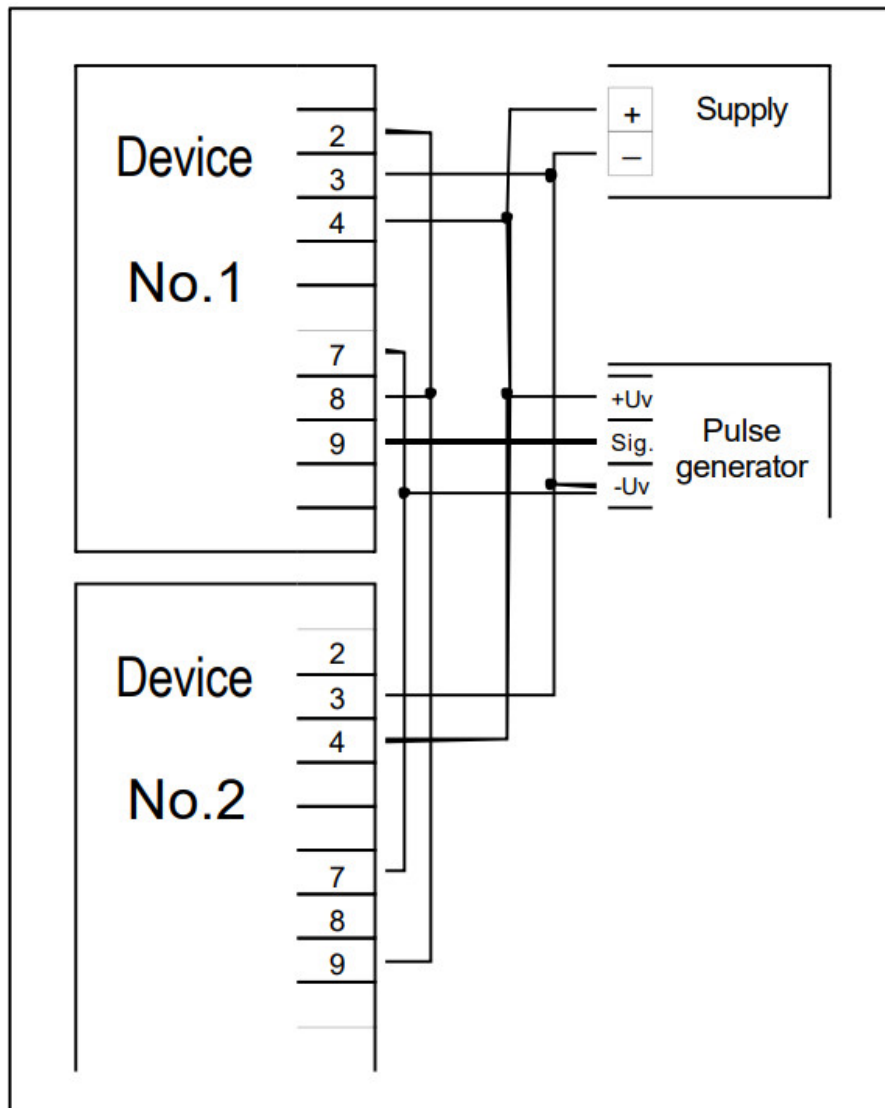 Device
No.1
2
3
4
7
8
9
+
–
Supply
+Uv
Sig.
-Uv
Pulse
generator
Device
No.2
2
3
4
7
8
9